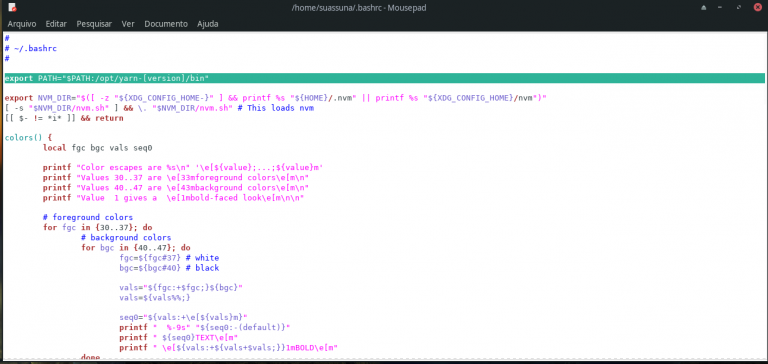 /home/suassuna/.bashrc - Mousepad
Arquivo Editar Pesquisar Ver Documento Ajuda
#
# ~/.bashrc
#
export PATH="$PATH:/opt/yarn-[version]/bin"
export NVM_DIR="$([ -z "${XDG_CONFIG_HOME-}" ] && printf %s "${HOME}/.nvm" || printf %s "${XDG_CONFIG_HOME}/nvm")"
[ -s "$NVM_DIR/nvm.sh" ] && \. "$NVM_DIR/nvm.sh" # This loads nvm
[[ $- != *i* ]] && return
colors() {
local fgc bgc vals seq0
printf "Color escapes are %s\n" '\e[${value};...;${value}m'
printf "Values 30..37 are \e[33mforeground colors\e[m\n"
printf "Values 40..47 are \e[43mbackground colors\e[m\n"
printf "Value  1 gives a  \e[1mbold-faced look\e[m\n\n"
# foreground colors
for fgc in {30..37}; do
# background colors
for bgc in {40..47}; do
fgc=${fgc#37} # white
bgc=${bgc#40} # black
vals="${fgc:+$fgc;}${bgc}"
vals=${vals%%;}
seq0="${vals:+\e[${vals}m}"
printf "  %-9s" "${seq0:-(default)}"
printf " ${seq0}TEXT\e[m"
printf " \e[${vals:+${vals+$vals;}}1mBOLD\e[m"
done